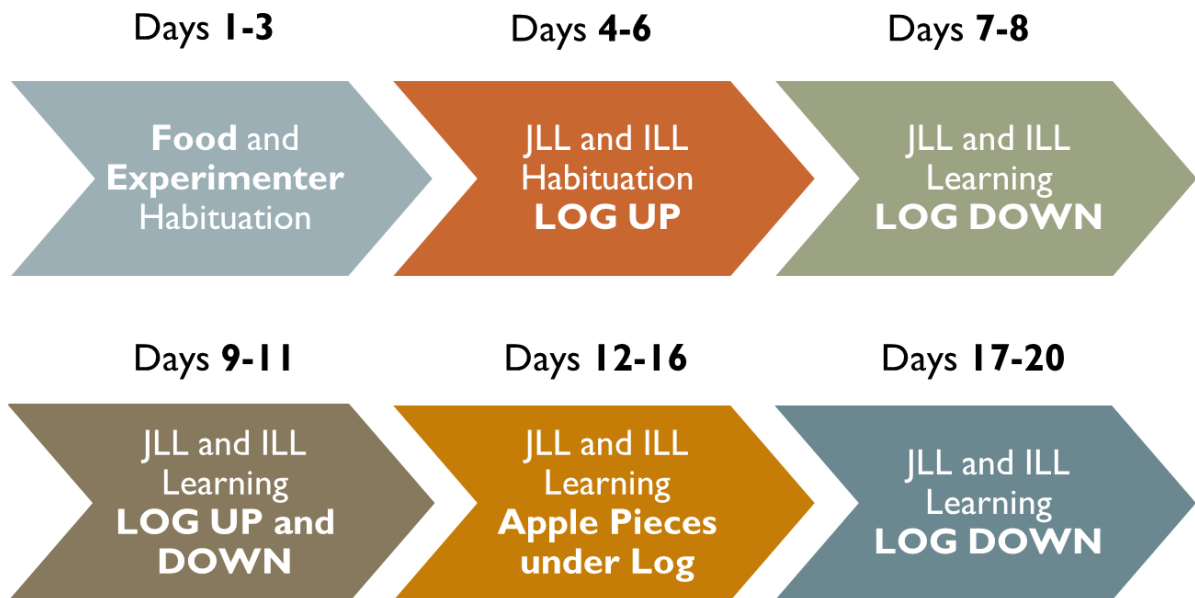 Days 1-3
Days 4-6
Days 7-8
Food and
Experimenter
Habituation
JLL and ILL
Habituation
LOG UP
JLL and ILL
Learning
LOG DOWN
Days 9-11
Days 12-16
Days 17-20
JLL and ILL
Learning
LOG UP and
DOWN
JLL and ILL
Learning
Apple Pieces
under Log
JLL and ILL
Learning
LOG DOWN